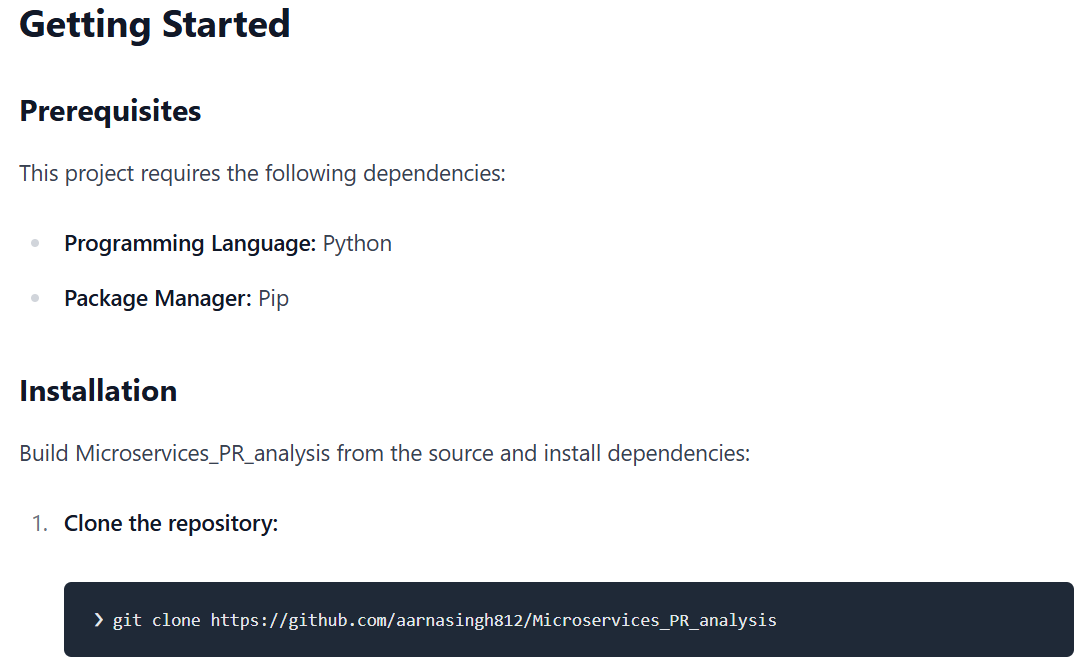 Getting Started
Prerequisites
This project requires the following dependencies:
Programming Language: Python
Package Manager: Pip
Installation
Build Microservices_PR_analysis from the source and install dependencies:
1. Clone the repository:
❯ git clone https://github.com/aarnasingh812/Microservices_PR_analysis